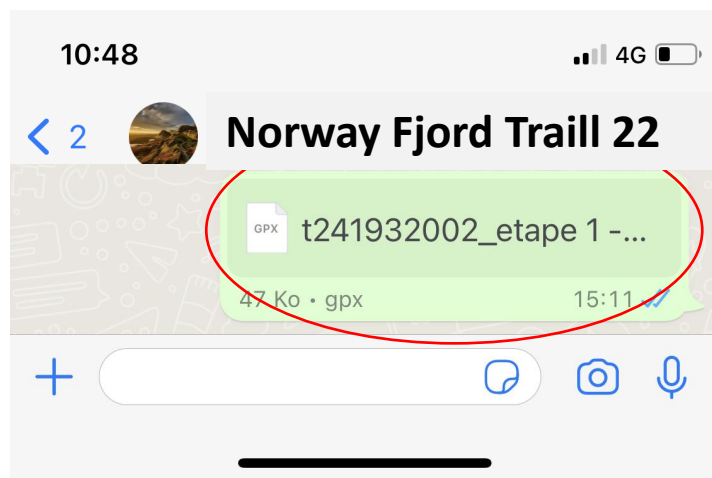 10:48
4G
2
Norway Fjord Traill 22
GPX
t241932002_etape 1 -...
47 Ko • gpx
15:11